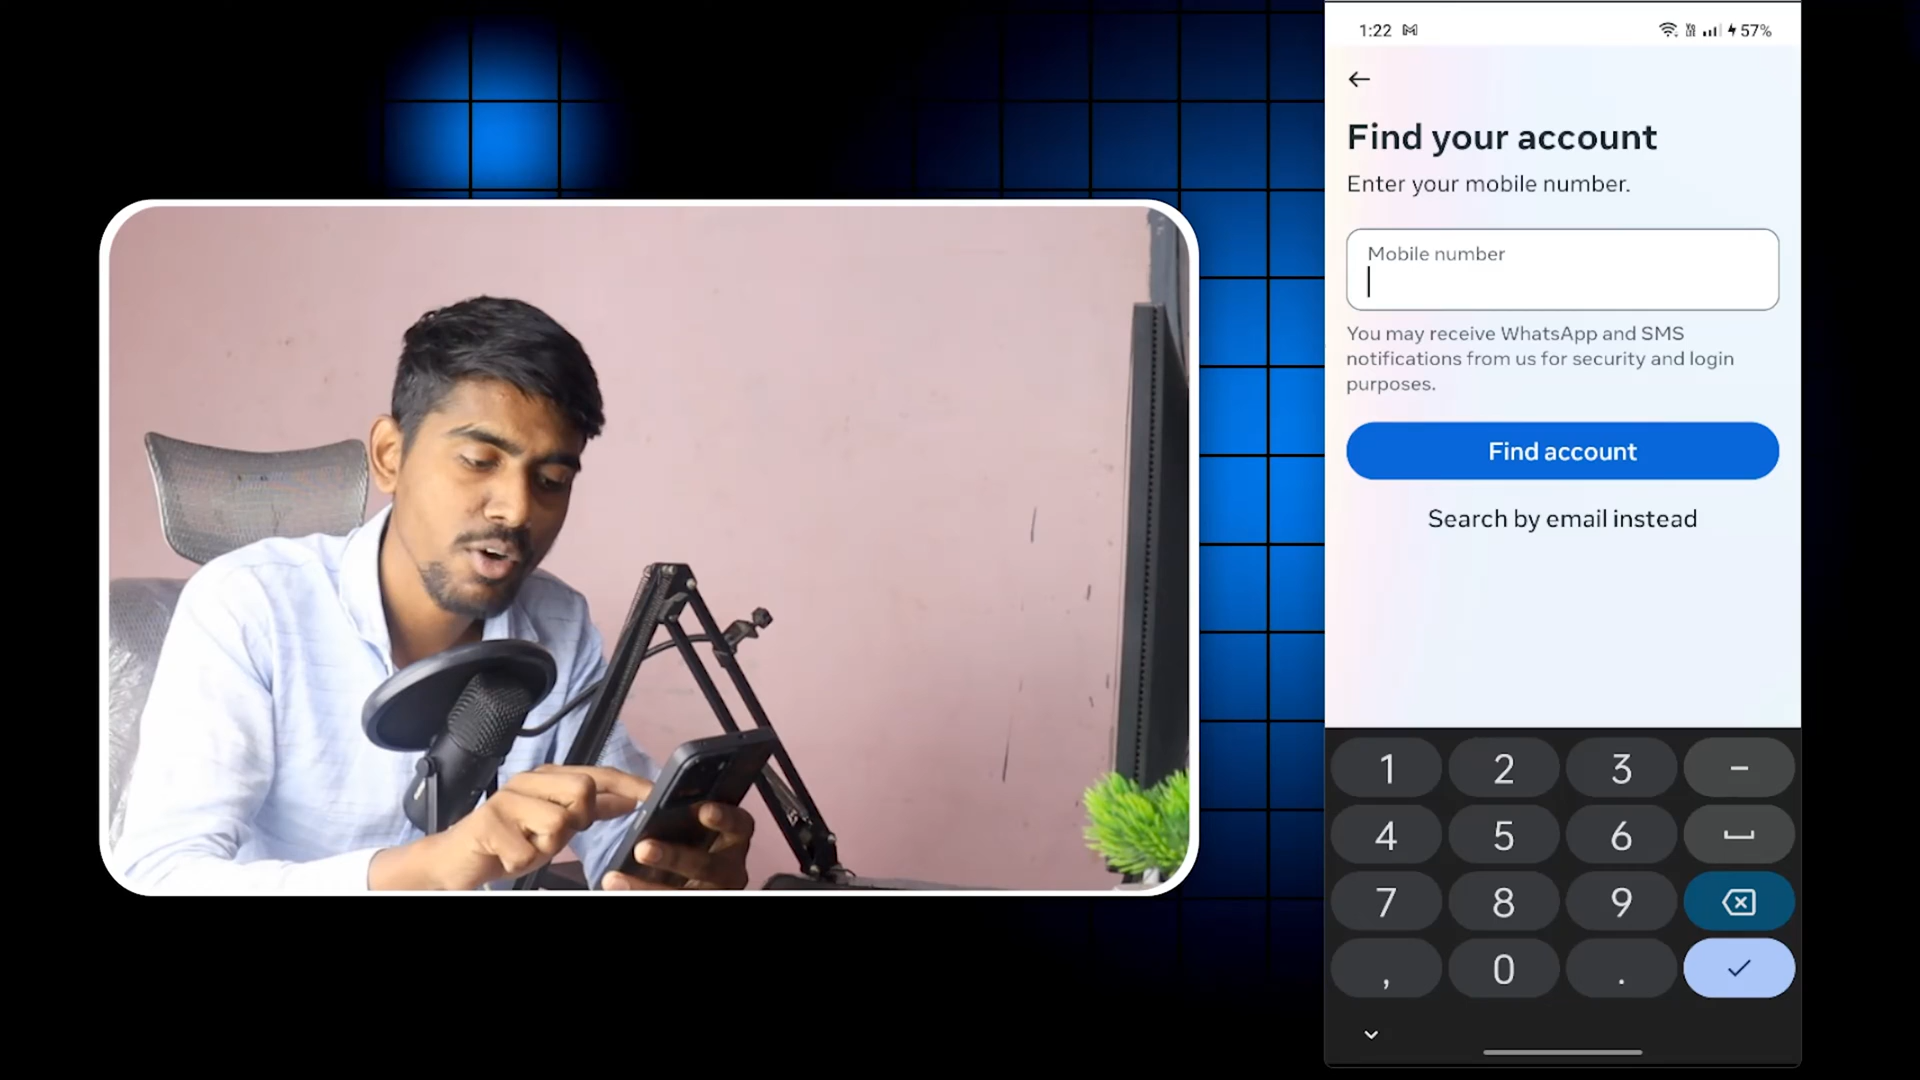 1:22
57%
Find your account
Enter your mobile number.
Mobile number
You may receive WhatsApp and SMS
notifications from us for security and login
purposes.
Find account
Search by email instead
1 2 3 -
4 5 6
7 8 9
, 0 .